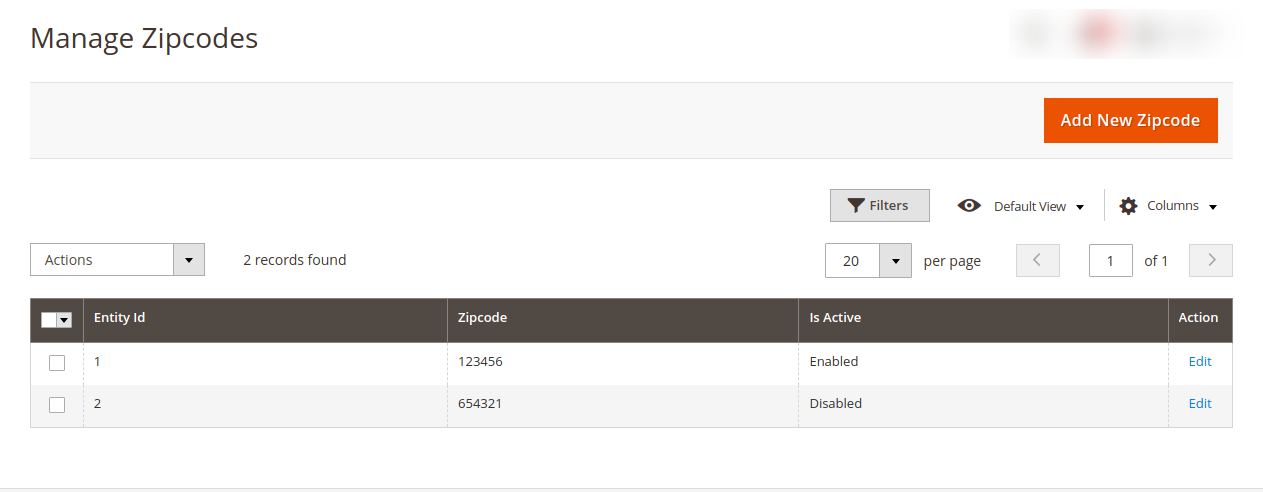 Manage Zipcodes
Add New Zipcode
Filters Default View Columns
Actions 2 records found 20 per page 1 of 1
Entity Id Zipcode Is Active Action
1 123456 Enabled Edit
2 654321 Disabled Edit